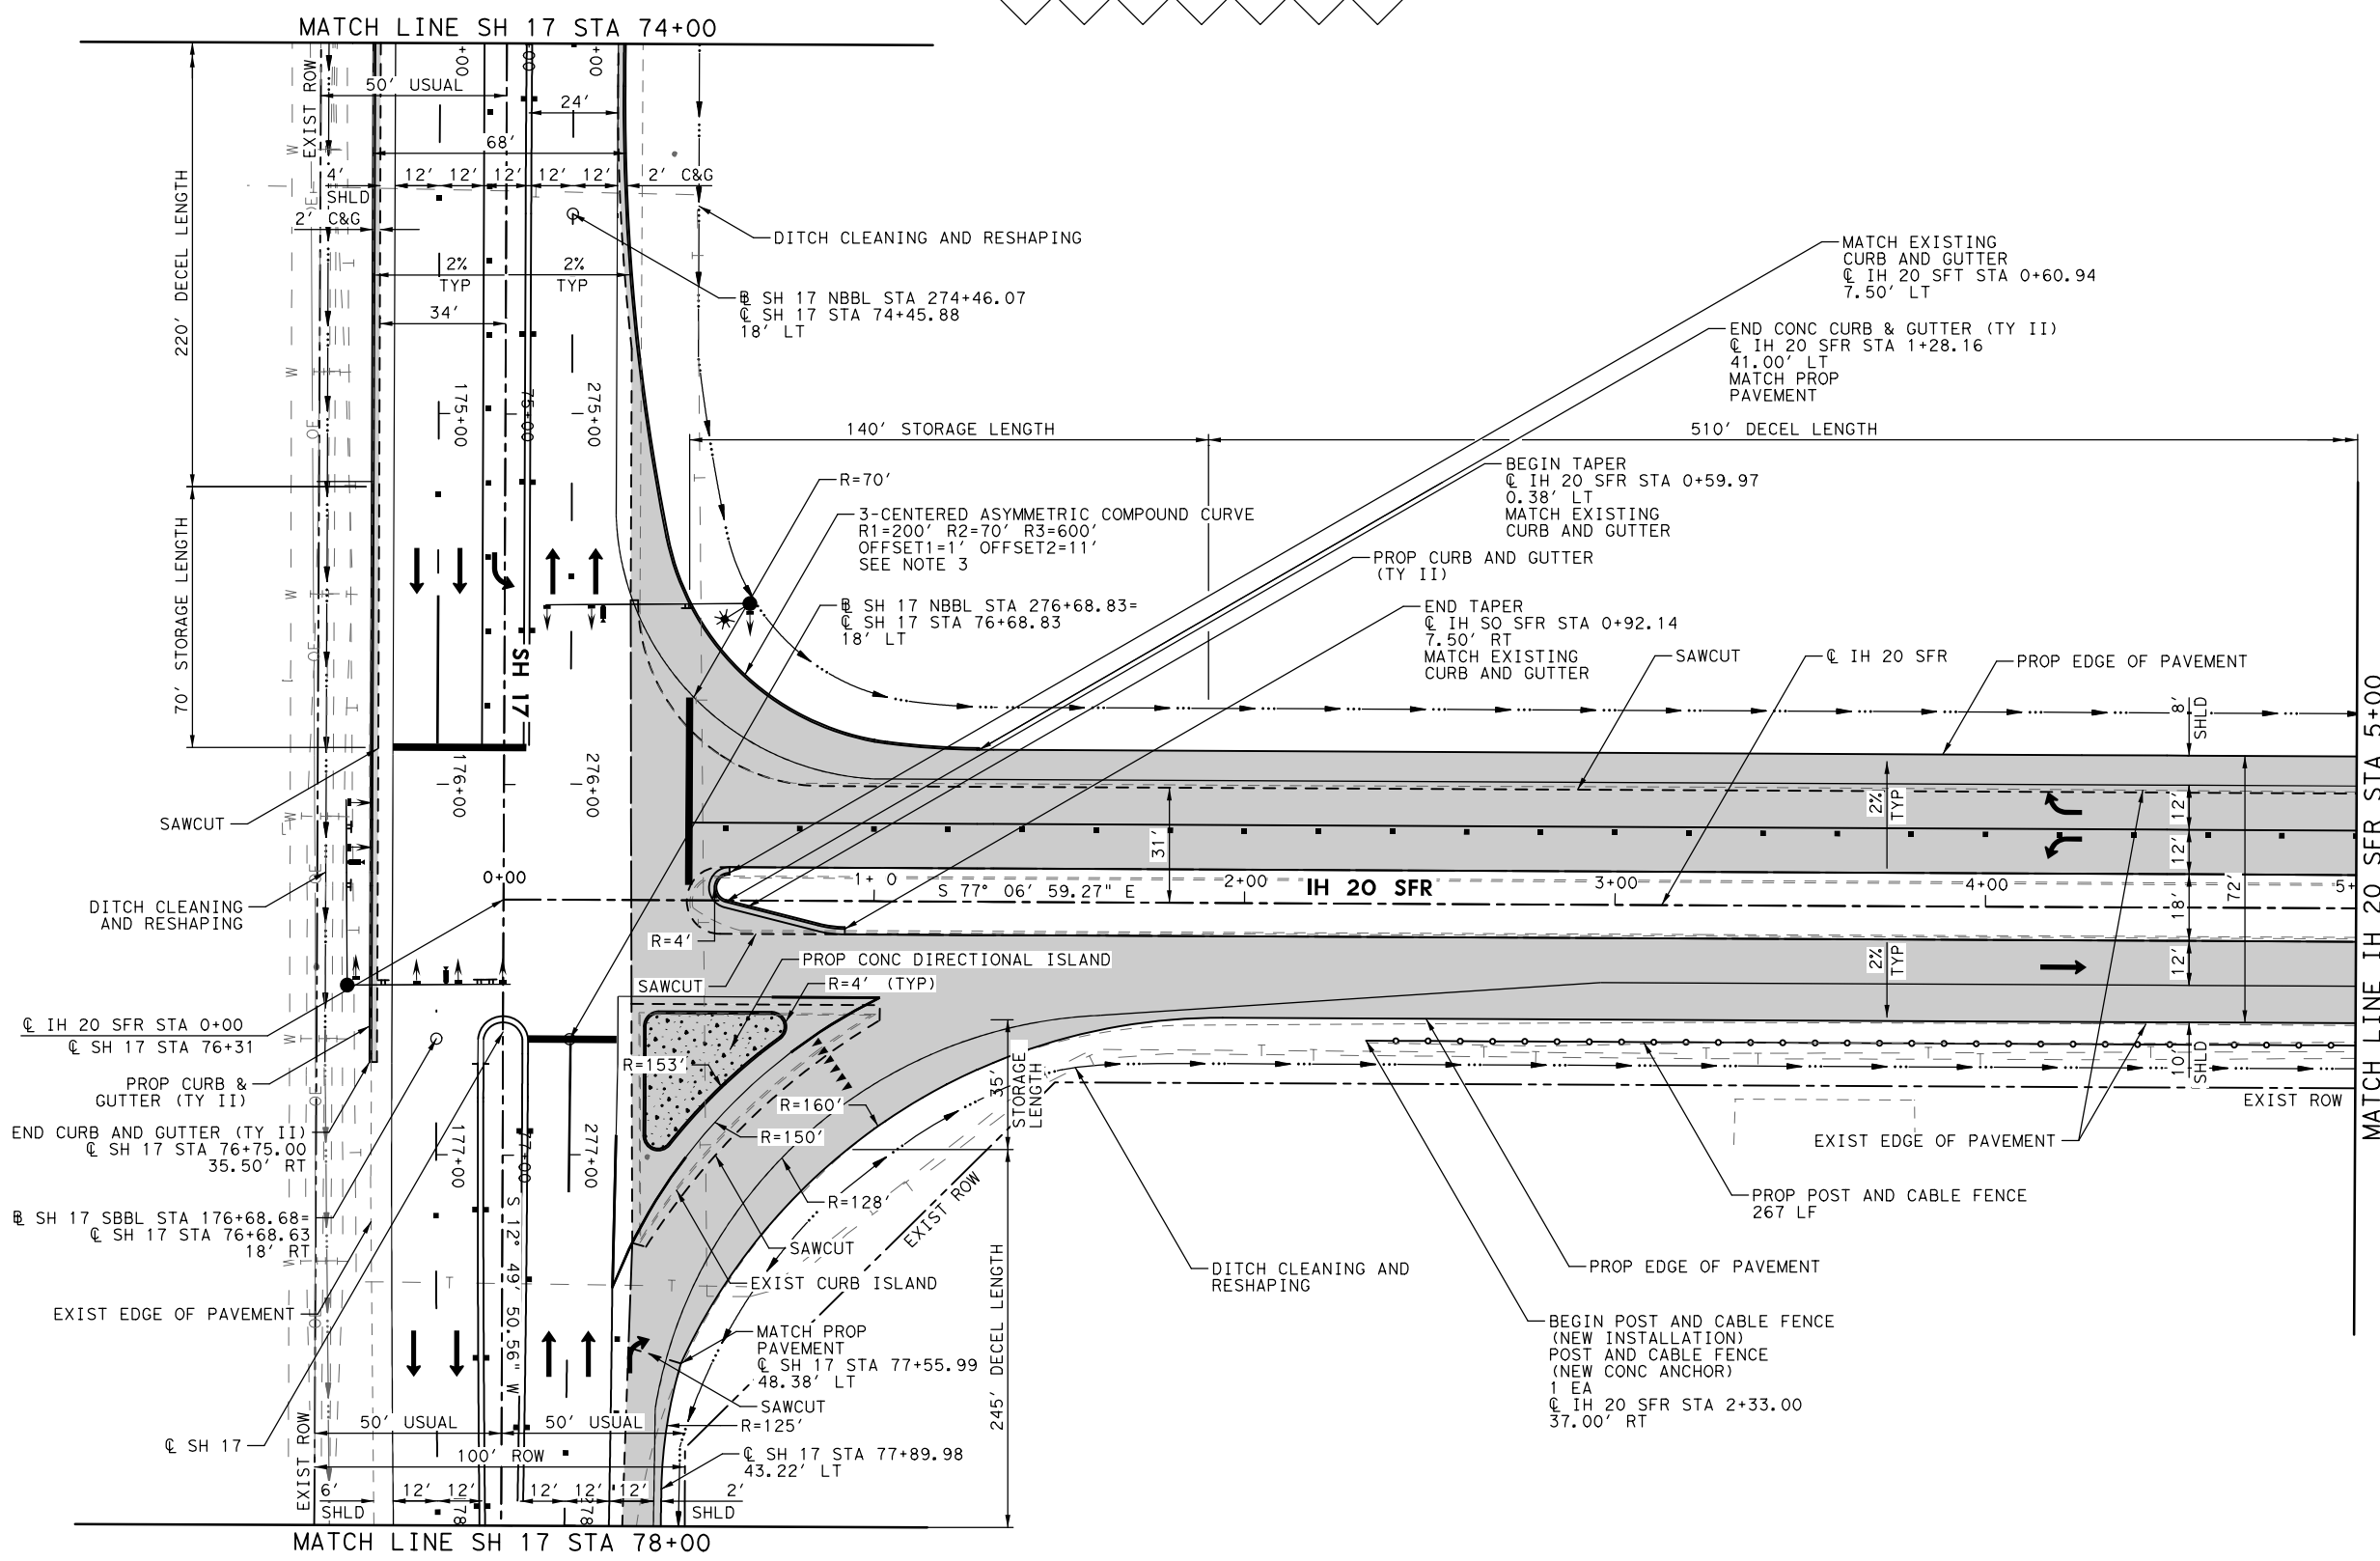 MATCH LINE SH 17 STA 74+00
EXIST ROW
50' USUAL
+00
+00
24'
68'
4'
SHLD
12'
12'
12'
12'
12'
2' C&G
2' C&G
220' DECEL LENGTH
DITCH CLEANING AND RESHAPING
2%
TYP
2%
TYP
34'
℄ SH 17 NBBL STA 274+46.07
℄ SH 17 STA 74+45.88
18' LT
MATCH EXISTING
CURB AND GUTTER
℄ IH 20 SFT STA 0+60.94
7.50' LT
END CONC CURB & GUTTER (TY II)
℄ IH 20 SFR STA 1+28.16
41.00' LT
MATCH PROP
PAVEMENT
175+00
75+00
275+00
140' STORAGE LENGTH
510' DECEL LENGTH
BEGIN TAPER
℄ IH 20 SFR STA 0+59.97
0.38' LT
MATCH EXISTING
CURB AND GUTTER
R=70'
3-CENTERED ASYMMETRIC COMPOUND CURVE
R1=200' R2=70' R3=600'
OFFSET1=1' OFFSET2=11'
SEE NOTE 3
PROP CURB AND GUTTER
(TY II)
70' STORAGE LENGTH
℄ SH 17 NBBL STA 276+68.83=
℄ SH 17 STA 76+68.83
18' LT
END TAPER
℄ IH SO SFR STA 0+92.14
7.50' RT
MATCH EXISTING
CURB AND GUTTER
SAWCUT
℄ IH 20 SFR
PROP EDGE OF PAVEMENT
SH 17
8'
SHLD
MATCH LINE IH 20 SFR STA 5+00
176+00
276+00
SAWCUT
2%
TYP
12'
31'
12'
0+00
1+ 0
S 77° 06' 59.27" E
2+00
IH 20 SFR
3+00
4+00
5+
18'
72'
DITCH CLEANING
AND RESHAPING
R=4'
PROP CONC DIRECTIONAL ISLAND
SAWCUT
R=4' (TYP)
2%
TYP
12'
℄ IH 20 SFR STA 0+00
℄ SH 17 STA 76+31
R=153'
35'
STORAGE
LENGTH
10'
SHLD
PROP CURB &
GUTTER (TY II)
R=160'
EXIST ROW
END CURB AND GUTTER (TY II)
℄ SH 17 STA 76+75.00
35.50' RT
R=150'
EXIST EDGE OF PAVEMENT
177+00
77+00
277+00
R=128'
PROP POST AND CABLE FENCE
267 LF
℄ SH 17 SBBL STA 176+68.68=
℄ SH 17 STA 76+68.63
18' RT
S 12° 49' 50.56" W
EXIST ROW
SAWCUT
DITCH CLEANING AND
RESHAPING
PROP EDGE OF PAVEMENT
EXIST CURB ISLAND
EXIST EDGE OF PAVEMENT
245' DECEL LENGTH
BEGIN POST AND CABLE FENCE
(NEW INSTALLATION)
POST AND CABLE FENCE
(NEW CONC ANCHOR)
1 EA
℄ IH 20 SFR STA 2+33.00
37.00' RT
MATCH PROP
PAVEMENT
℄ SH 17 STA 77+55.99
48.38' LT
SAWCUT
50' USUAL
50' USUAL
R=125'
℄ SH 17
100' ROW
℄ SH 17 STA 77+89.98
43.22' LT
EXIST ROW
6'
SHLD
12'
12'
12'
12'
12'
2'
SHLD
178
278
MATCH LINE SH 17 STA 78+00